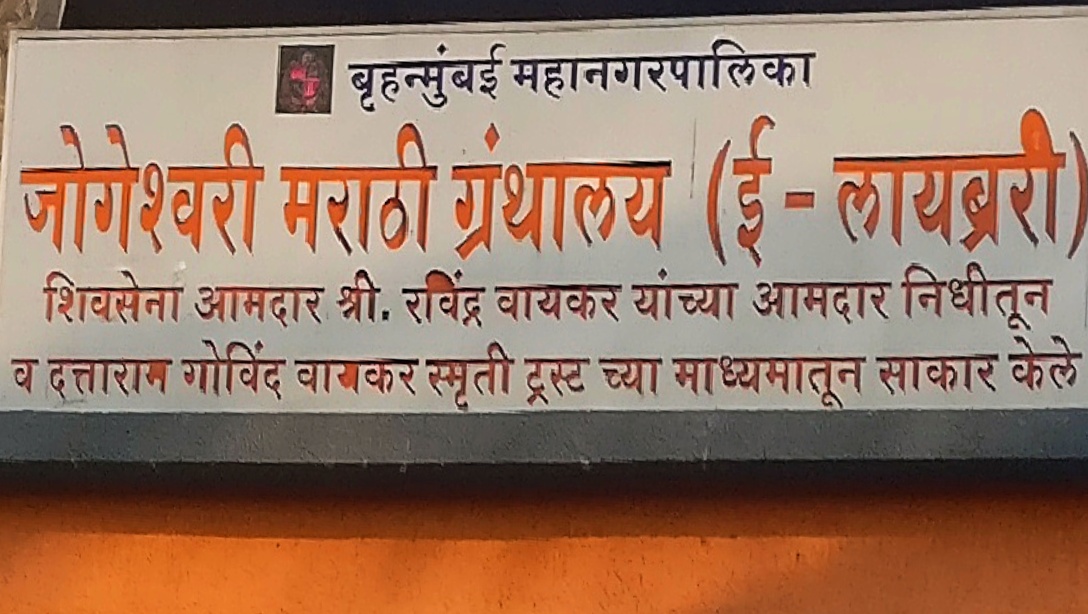 बृहन्मुंबई महानगरपालिका
जोगेश्वरी मराठी ग्रंथालय (ई - लायब्ररी)
शिवसेना आमदार श्री. रविंद्र वायकर यांच्या आमदार निधीतून
व दत्ताराम गोविंद वायकर स्मृती ट्रस्ट च्या माध्यमातून साकार केले